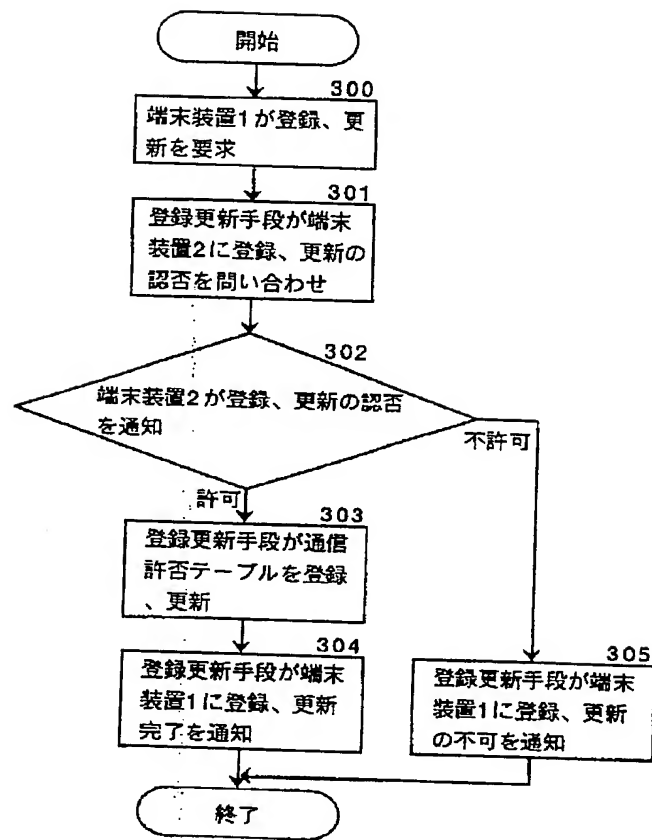 開始
300
端末装置1が登録、更
新を要求
301
登録更新手段が端末
装置2に登録、更新の
認否を問い合わせ
302
端末装置2が登録、更新の認否
を通知
不許可
許可
303
登録更新手段が通信
許否テーブルを登録
、更新
304
登録更新手段が端末
装置1に登録、更新
完了を通知
305
登録更新手段が端末
装置1に登録、更新
の不可を通知
終了